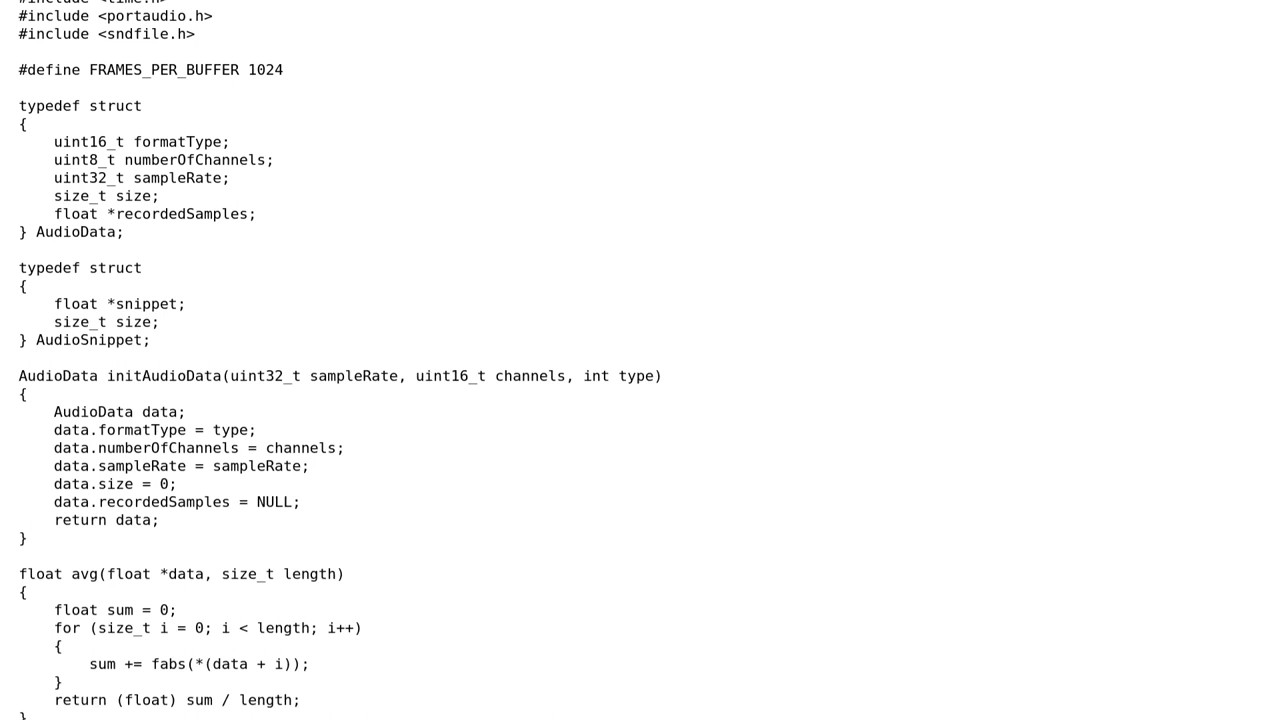 #include <time.h>
#include <portaudio.h>
#include <sndfile.h>

#define FRAMES_PER_BUFFER 1024

typedef struct
{
    uint16_t formatType;
    uint8_t numberOfChannels;
    uint32_t sampleRate;
    size_t size;
    float *recordedSamples;
} AudioData;

typedef struct
{
    float *snippet;
    size_t size;
} AudioSnippet;

AudioData initAudioData(uint32_t sampleRate, uint16_t channels, int type)
{
    AudioData data;
    data.formatType = type;
    data.numberOfChannels = channels;
    data.sampleRate = sampleRate;
    data.size = 0;
    data.recordedSamples = NULL;
    return data;
}

float avg(float *data, size_t length)
{
    float sum = 0;
    for (size_t i = 0; i < length; i++)
    {
        sum += fabs(*(data + i));
    }
    return (float) sum / length;
}